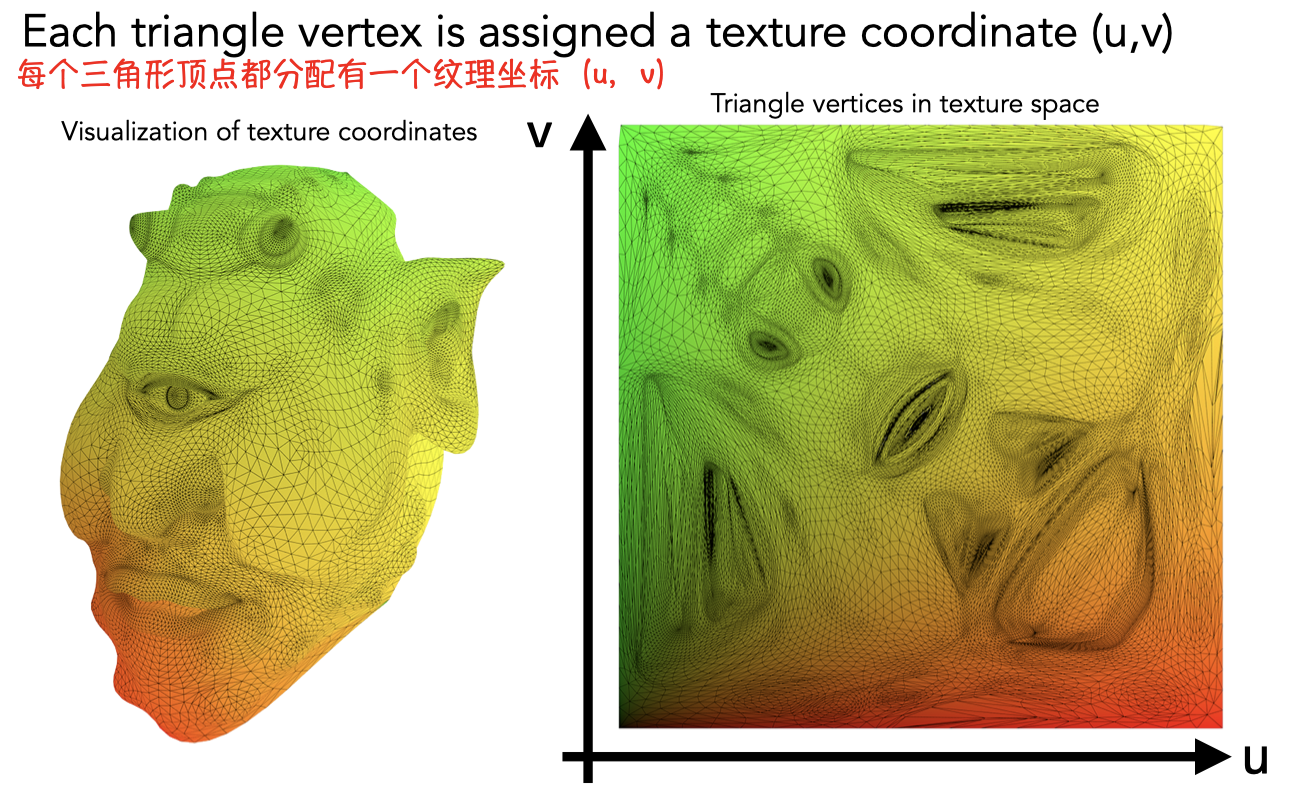 Each triangle vertex is assigned a texture coordinate (u,v)
每个三角形顶点都分配有一个纹理坐标（u，v）
Visualization of texture coordinates
Triangle vertices in texture space
v
u